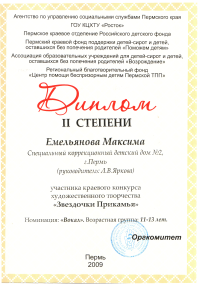 Агентство по управлению социальными службами Пермского края
ГОУ КЦХТУ «Росток»
Пермское краевое отделение Российского детского фонда
Пермский краевой фонд поддержки детей-сирот и детей,
оставшихся без попечения родителей «Поможем детям»
Ассоциация образовательных учреждений для детей-сирот и детей,
оставшихся без попечения родителей «Возрождение»
Региональный благотворительный фонд
«Центр помощи беспризорным детям Пермской ТПП»
Диплом
II СТЕПЕНИ
Емельянова Максима
Специальная коррекционный детский дом №2,
г.Пермь
(руководитель Л.В.Яркова)
участника краевого конкурса
художественного творчества
«Звездочки Прикамья»
Номинация: «Вокал». Возрастная группа: 11-13 лет.
Оргкомитет
Пермь
2009